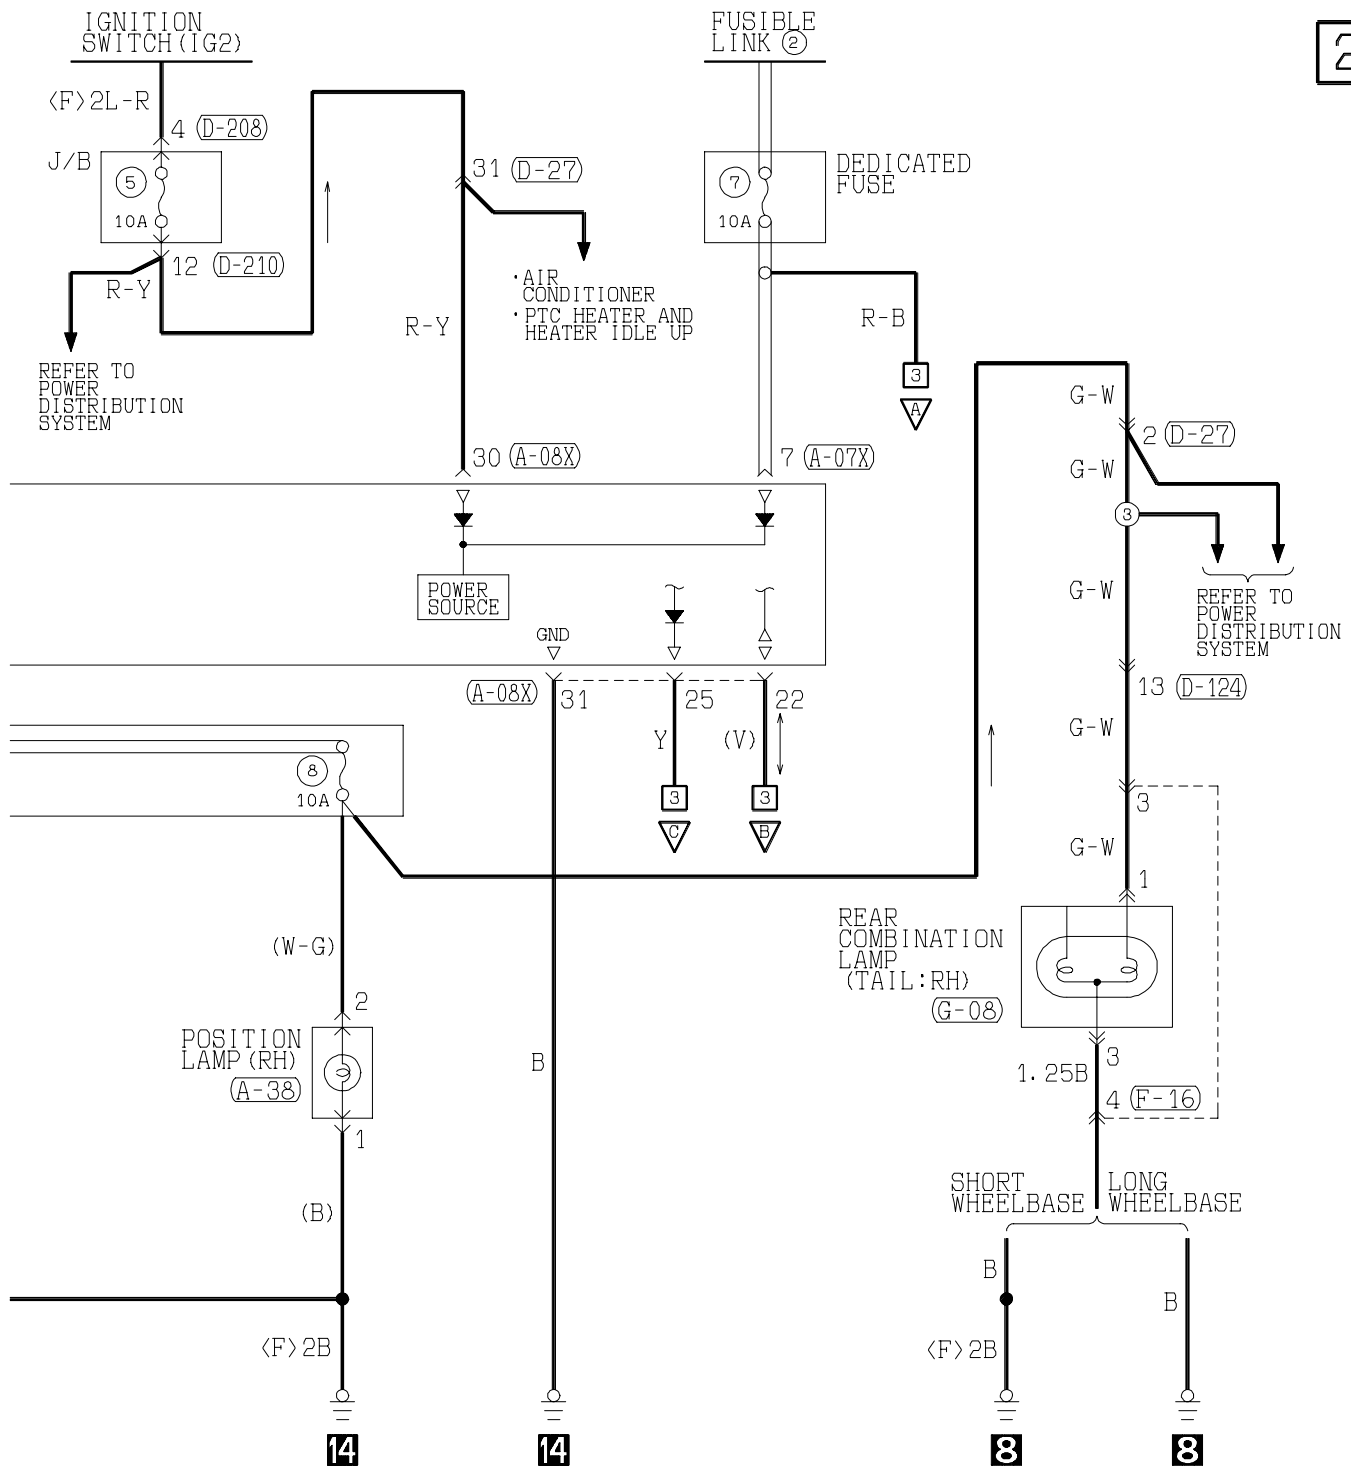 IGNITION
SWITCH(IG2)
FUSIBLE
LINK ②
2
<F>2L-R
4 (D-208)
J/B
5
10A
31 (D-27)
7
10A
DEDICATED
FUSE
12 (D-210)
R-Y
・AIR
CONDITIONER
・PTC HEATER AND
HEATER IDLE UP
R-Y
R-B
REFER TO
POWER
DISTRIBUTION
SYSTEM
3
A
G-W
2 (D-27)
30 (A-08X)
7 (A-07X)
G-W
3
POWER
SOURCE
G-W
REFER TO
POWER
DISTRIBUTION
SYSTEM
GND
(A-08X) 31
25
22
13 (D-124)
Y
(V)
G-W
8
10A
3
3
3
C
B
G-W
1
REAR
COMBINATION
LAMP
(TAIL:RH)
(G-08)
(W-G)
2
POSITION
LAMP(RH)
(A-38)
B
3
1.25B
4 (F-16)
1
SHORT
WHEELBASE
LONG
WHEELBASE
(B)
B
B
<F>2B
<F>2B
14
14
8
8